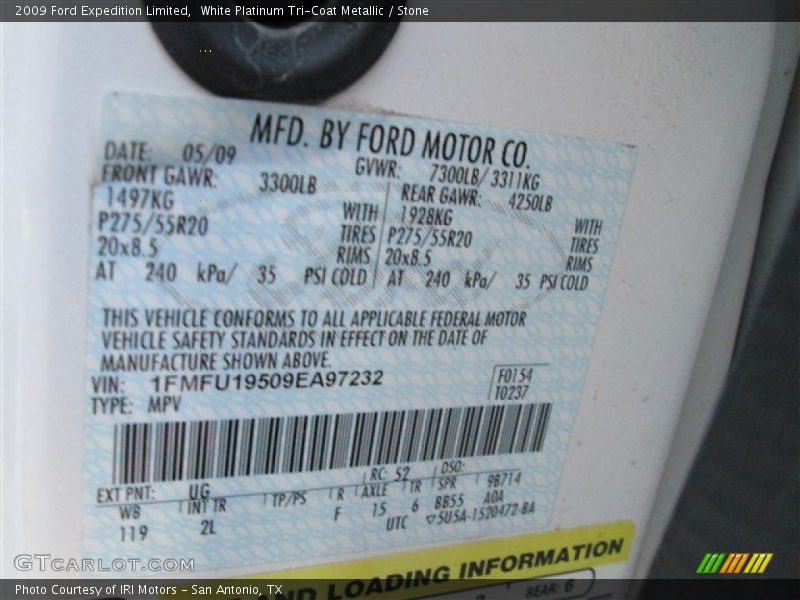 2009 Ford Expedition Limited, White Platinum Tri-Coat Metallic / Stone
MFD. BY FORD MOTOR CO.
DATE: 05/09 GVWR: 7300LB/ 3311KG
FRONT GAWR: 3300LB REAR GAWR: 4250LB
1497KG WITH 1928KG WITH
P275/55R20 TIRES P275/55R20 TIRES
20x8.5 RIMS 20x8.5 RIMS
AT 240 kPa/ 35 PSI COLD AT 240 kPa/ 35 PSI COLD
THIS VEHICLE CONFORMS TO ALL APPLICABLE FEDERAL MOTOR
VEHICLE SAFETY STANDARDS IN EFFECT ON THE DATE OF
MANUFACTURE SHOWN ABOVE.
VIN: 1FMFU19509EA97232 F0154
TYPE: MPV T0237
EXT PNT: UG RC: 52 DSO:
WB INT TR TP/PS R AXLE TR SPR 9B714
119 2L F 15 6 BB55 A0A
UTC ▽5U5A-1520472-BA
AND LOADING INFORMATION
REAR: 6
GTCARLOT.COM
Photo Courtesy of IRI Motors - San Antonio, TX